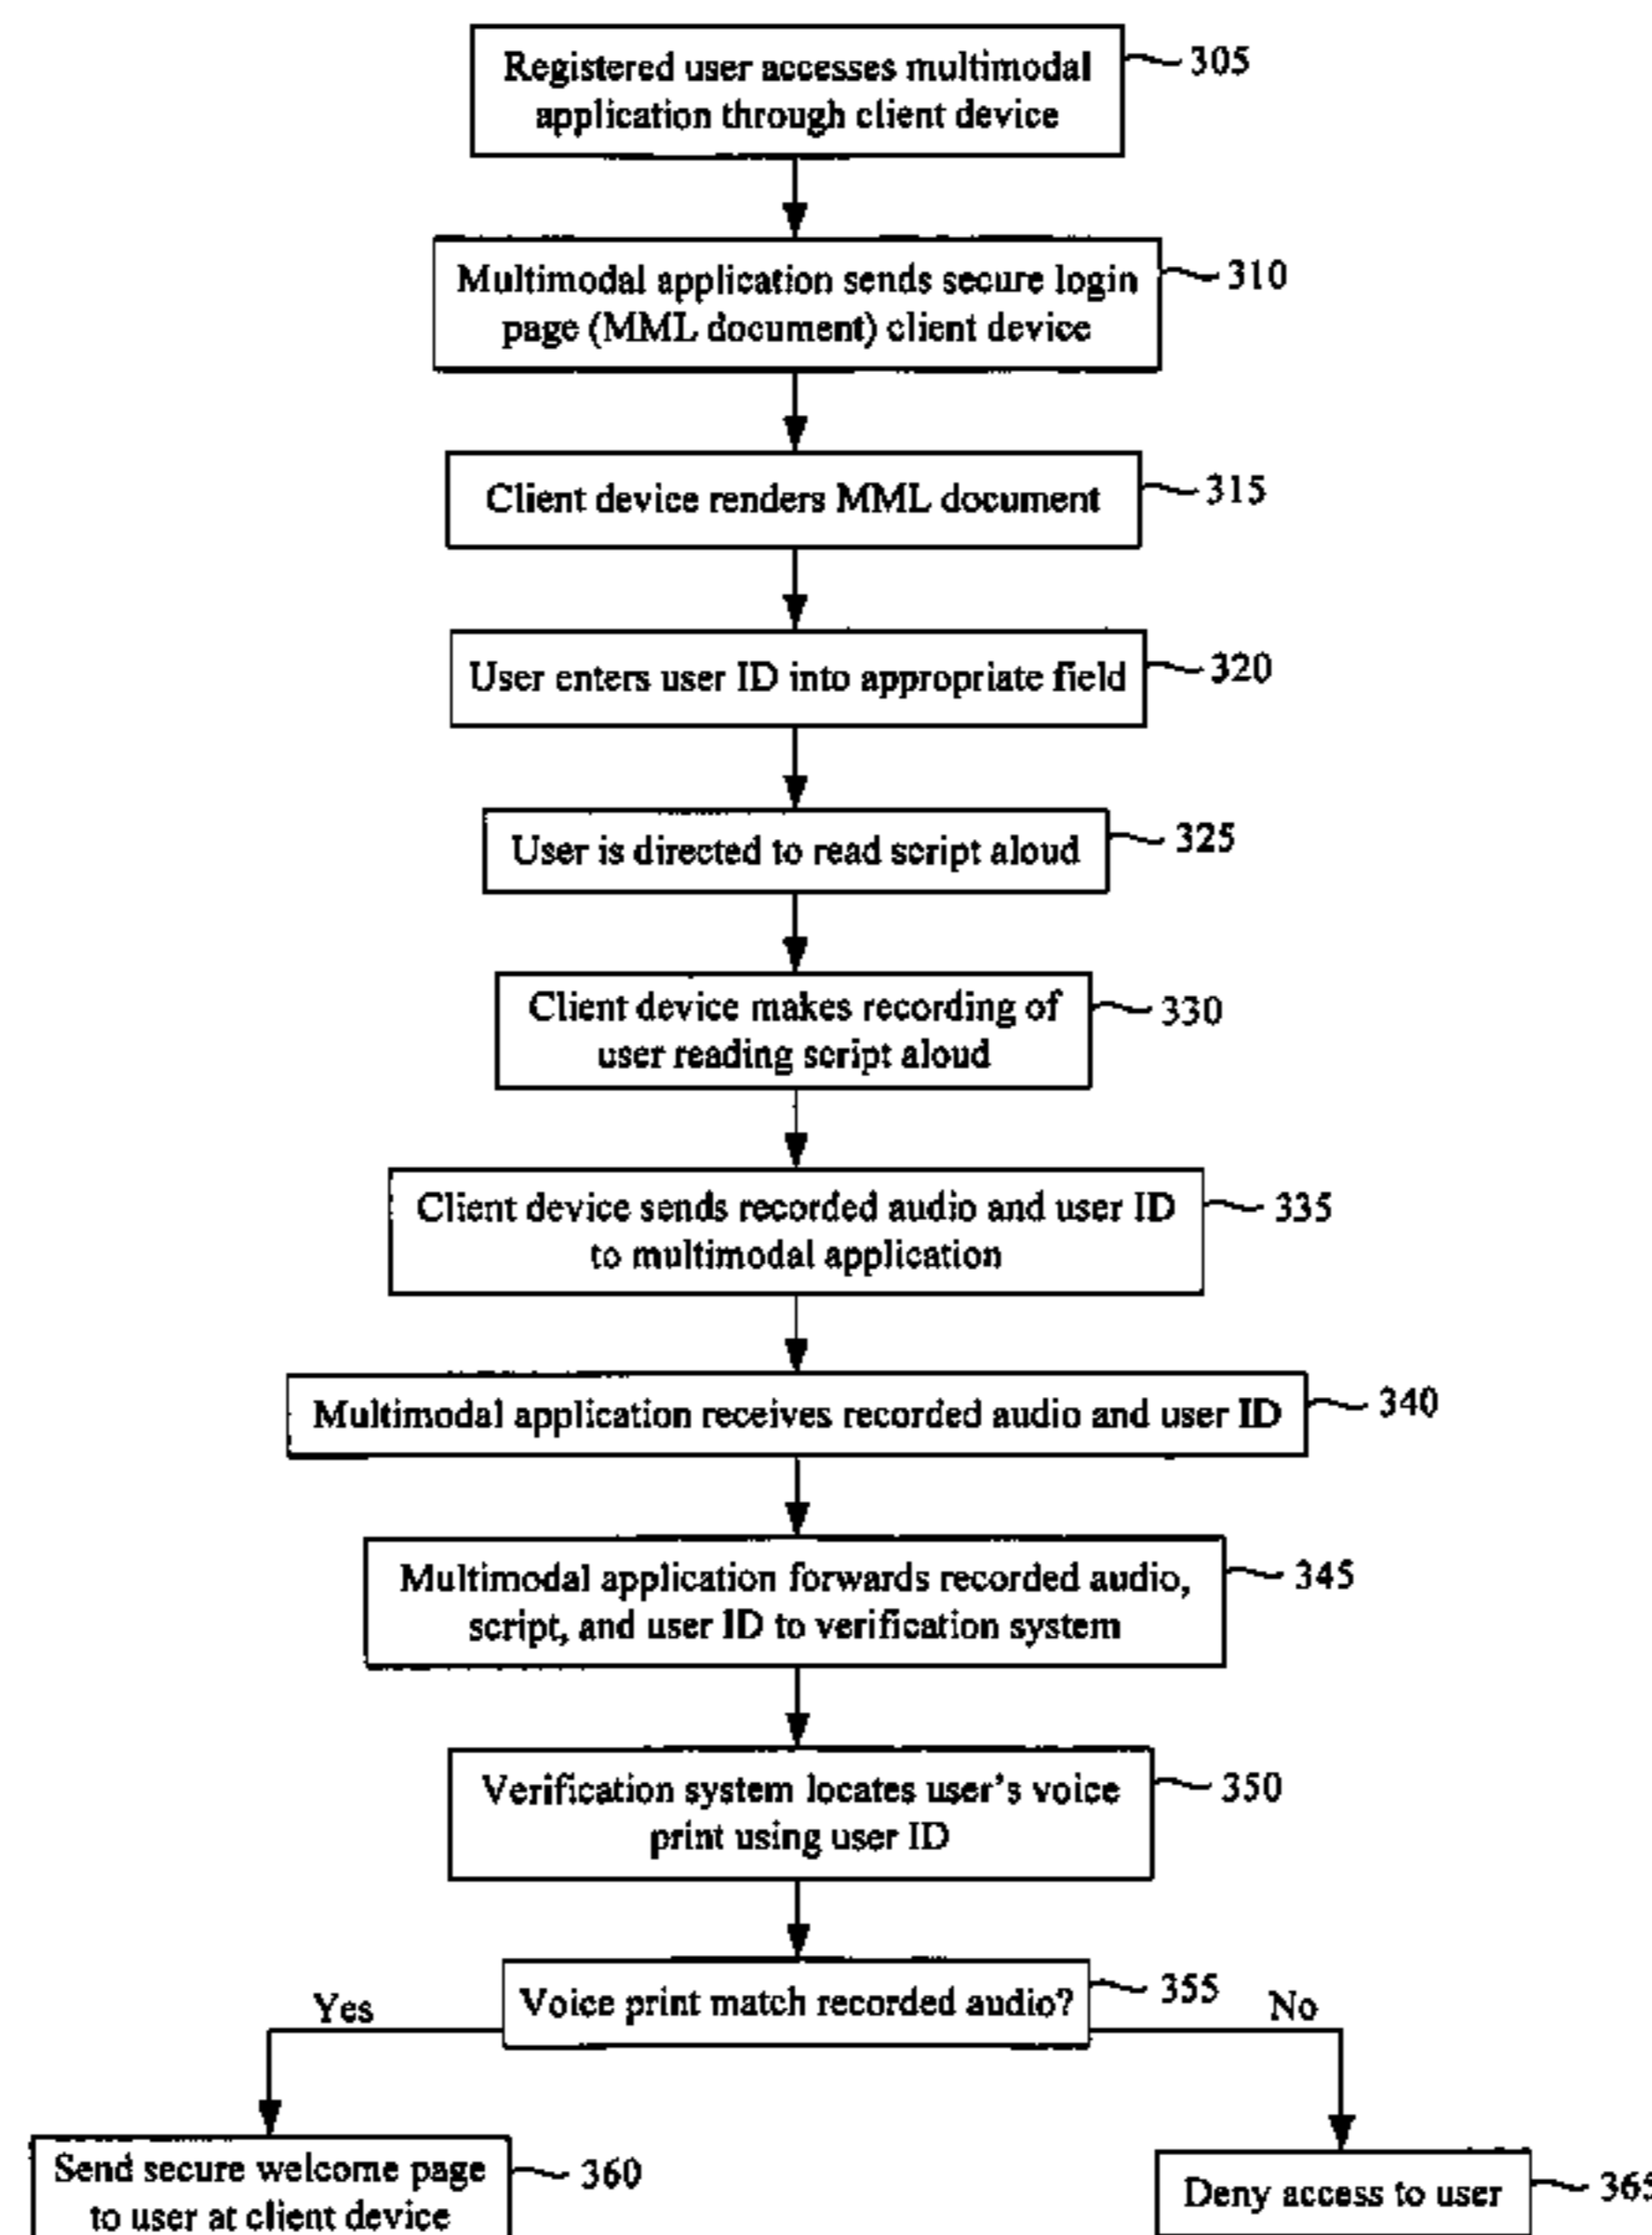 Registered user accesses multimodal
application through client device
305
Multimodal application sends secure login
page (MML document) client device
310
Client device renders MML document
315
User enters user ID into appropriate field
320
User is directed to read script aloud
325
Client device makes recording of
user reading script aloud
330
Client device sends recorded audio and user ID
to multimodal application
335
Multimodal application receives recorded audio and user ID
340
Multimodal application forwards recorded audio,
script, and user ID to verification system
345
Verification system locates user's voice
print using user ID
350
Voice print match recorded audio?
355
Yes
No
Send secure welcome page
to user at client device
360
Deny access to user
365